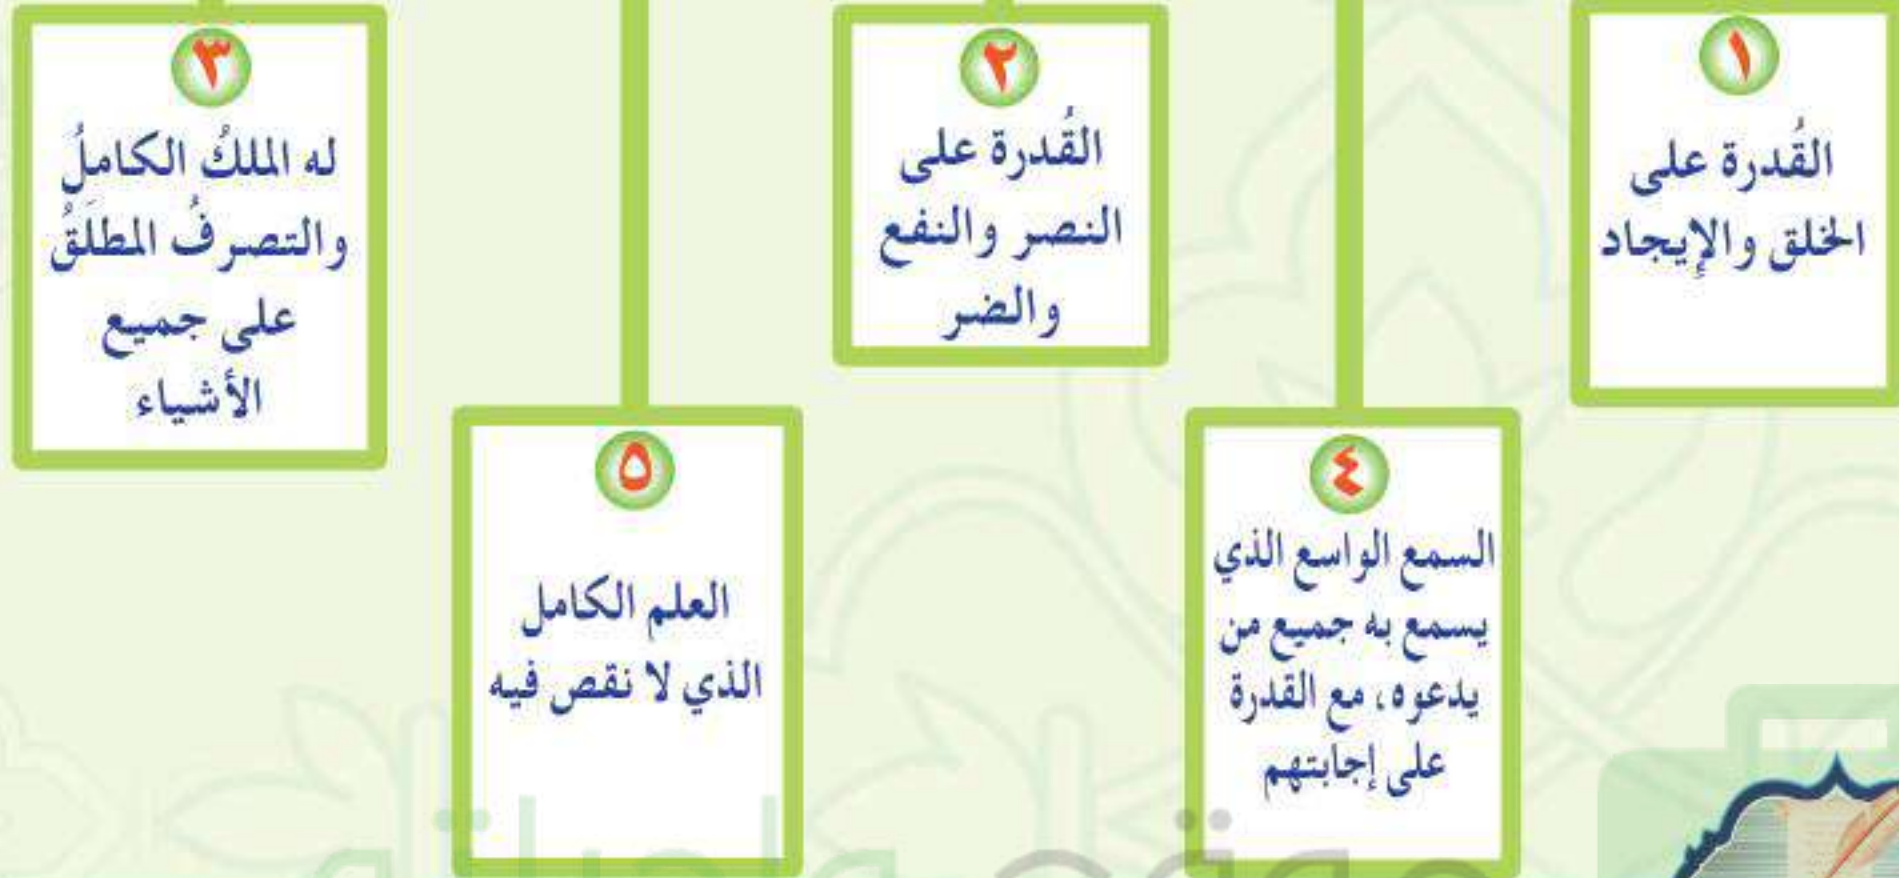 ١
القُدرة على
الخلق والإيجاد
٢
القُدرة على
النصر والنفع
والضر
٣
له الملكُ الكاملُ
والتصرفُ المطلَقُ
على جميع
الأشياء
٤
السمع الواسع الذي
يسمع به جميع من
يدعوه، مع القدرة
على إجابتهم
٥
العلم الكامل
الذي لا نقص فيه